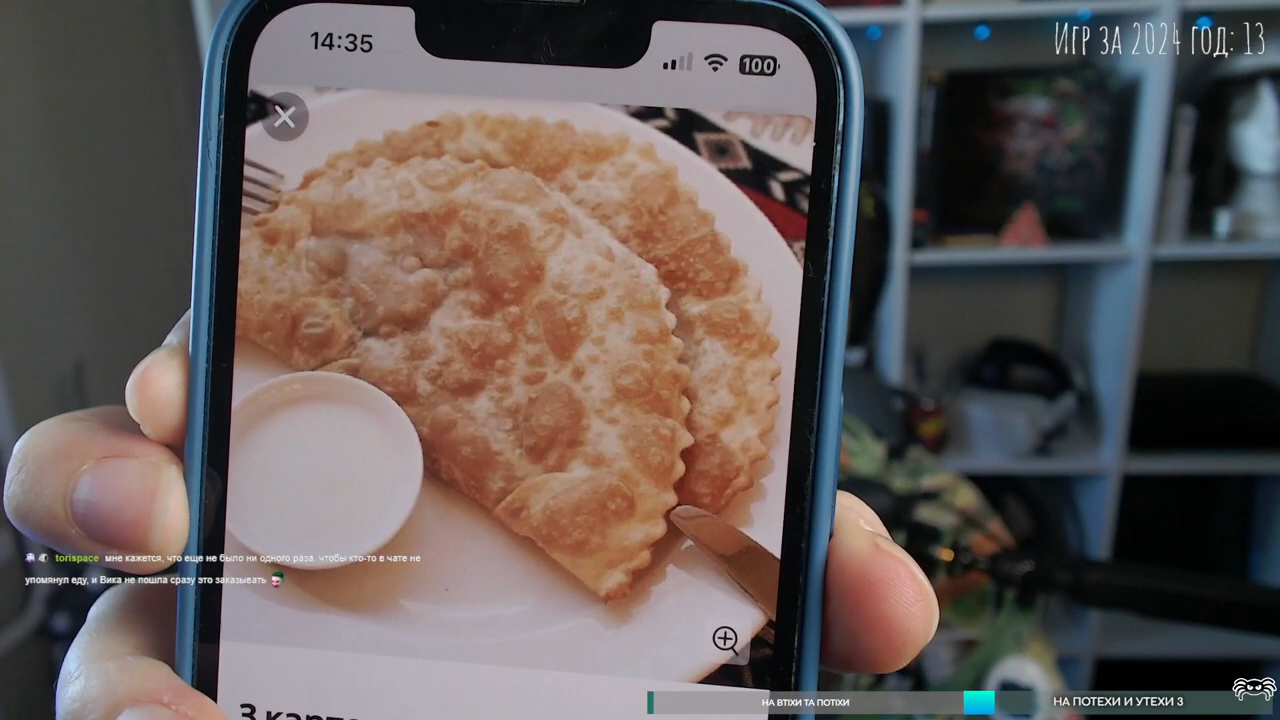 Игр за 2024 год: 13
14:35
100
torispace мне кажется, что еще не было ни одного раза, чтобы кто-то в чате не
упомянул еду, и Вика не пошла сразу это заказывать
НА ВТІХИ ТА ПОТІХИ
НА ПОТЕХИ И УТЕХИ 3